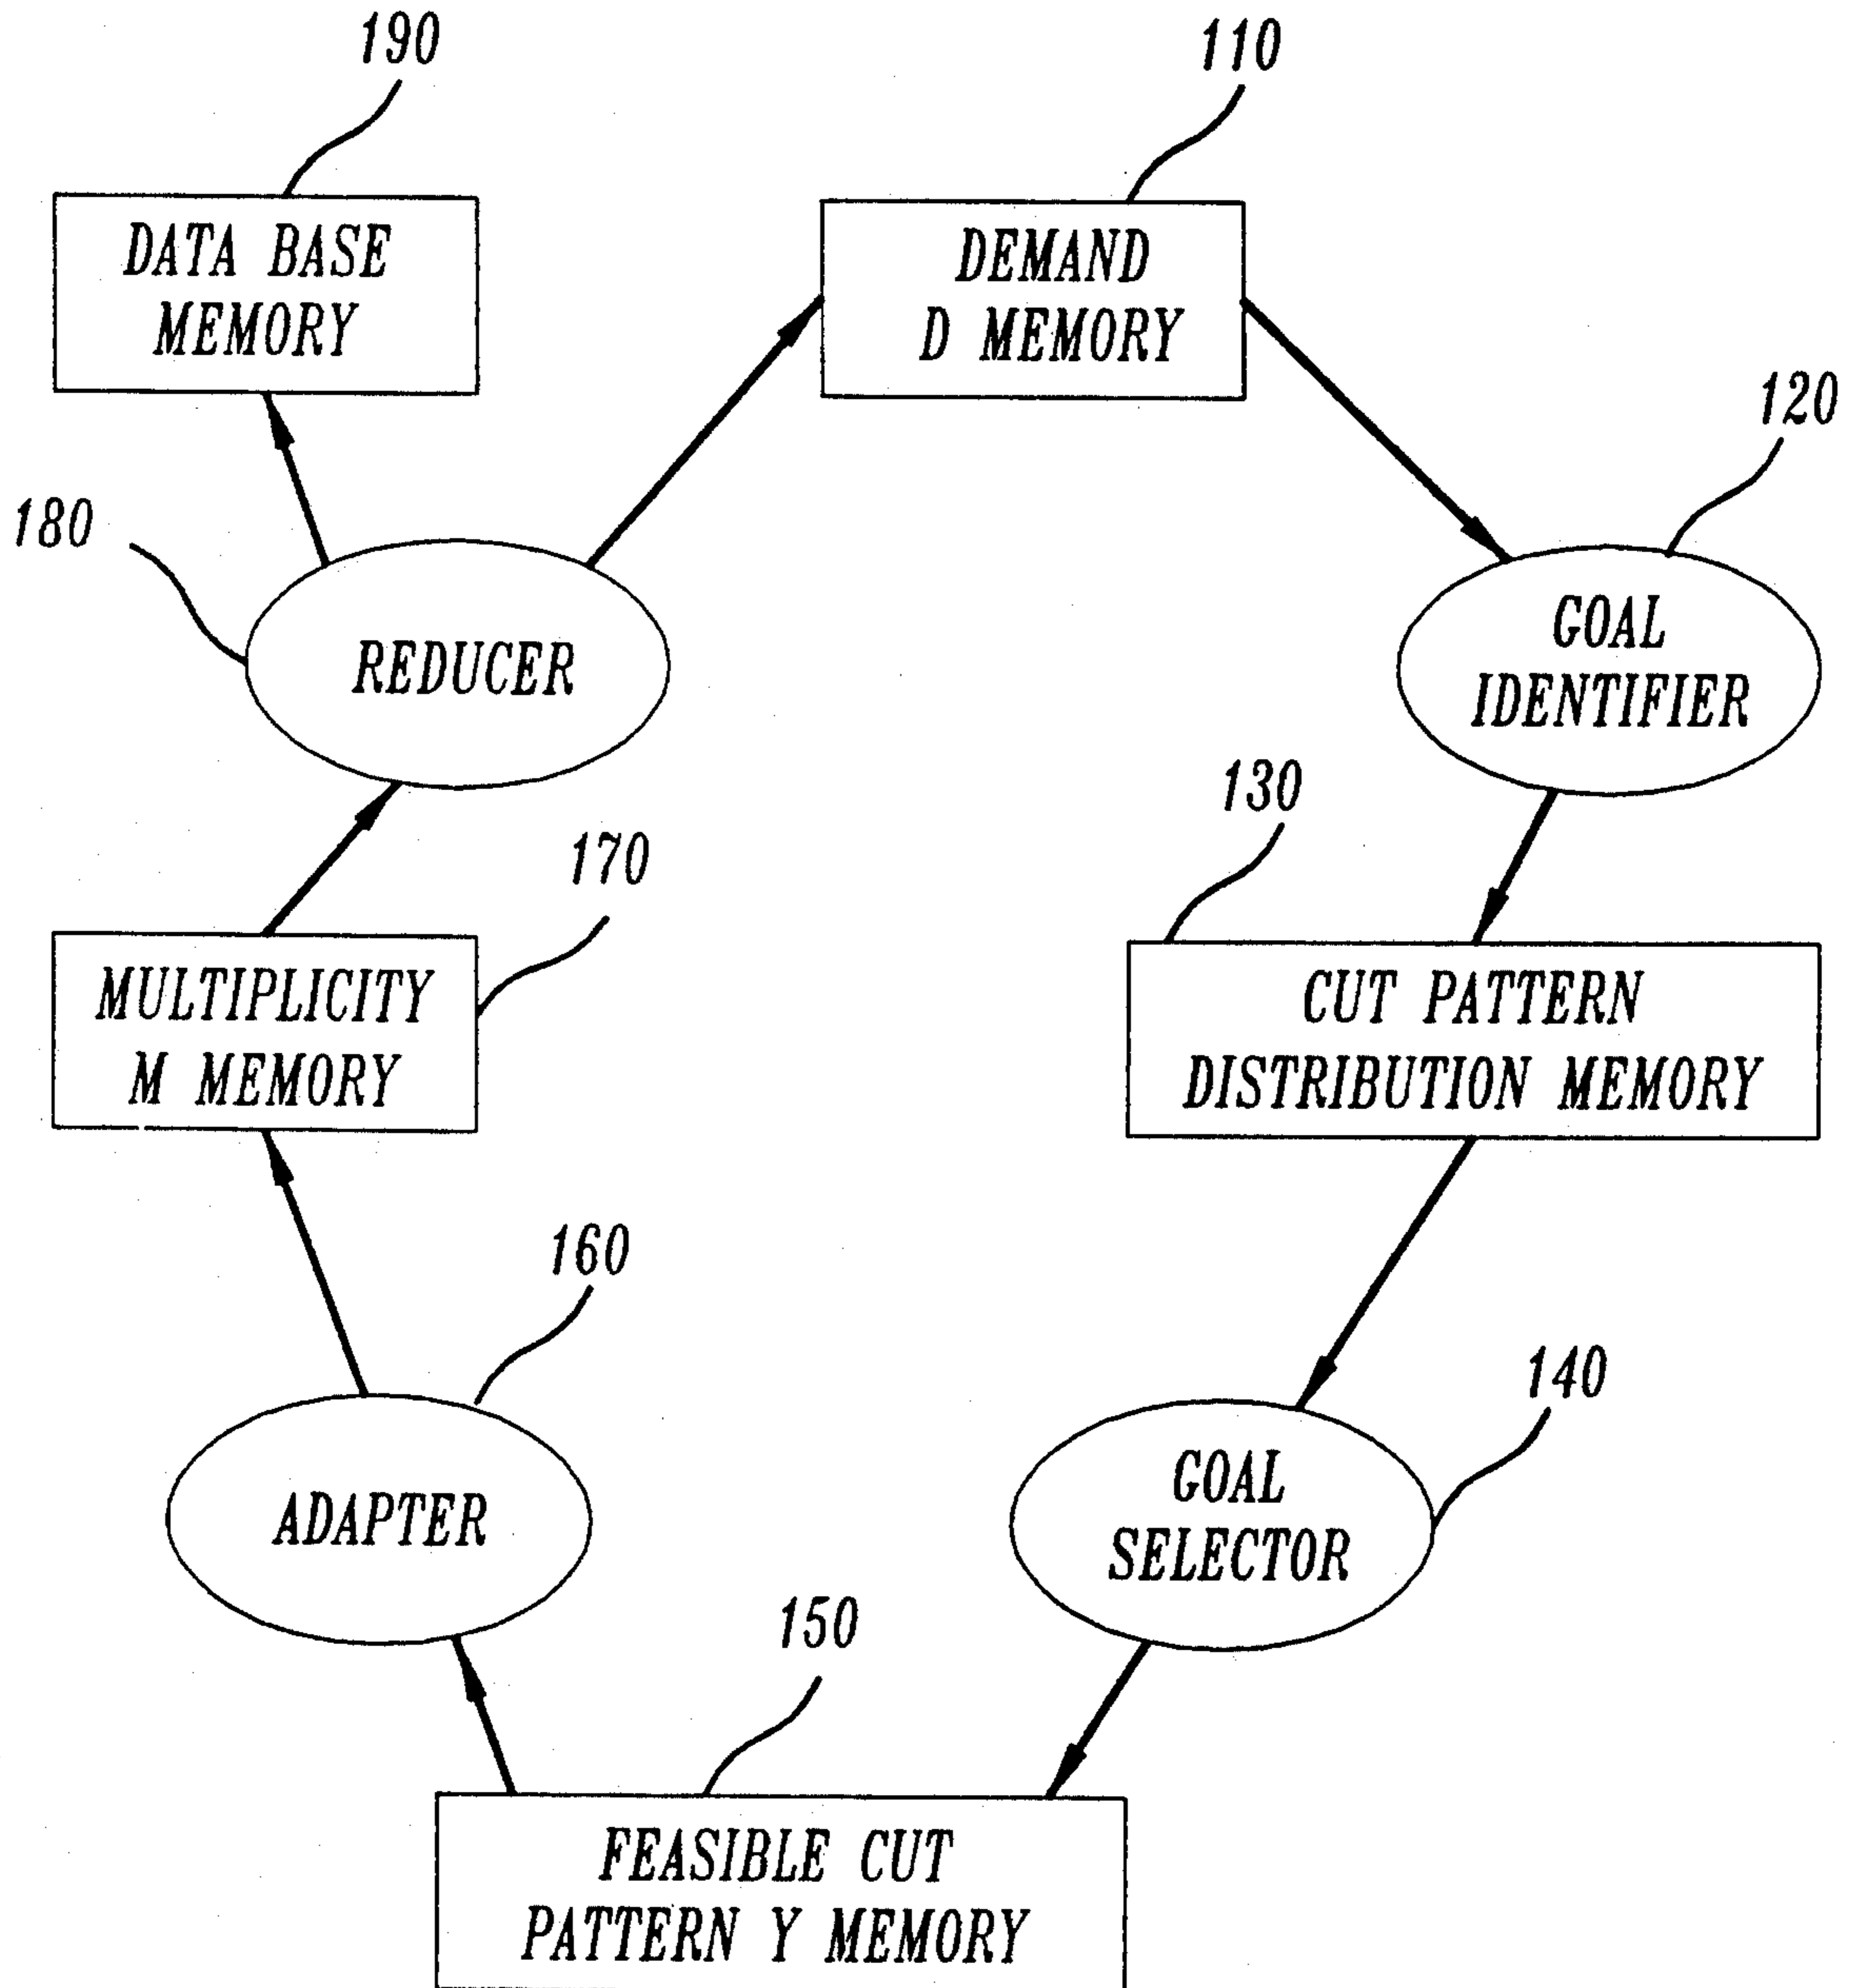 190
110
DATA BASE
MEMORY
DEMAND
D MEMORY
120
180
REDUCER
GOAL
IDENTIFIER
130
170
MULTIPLICITY
M MEMORY
CUT PATTERN
DISTRIBUTION MEMORY
160
140
ADAPTER
GOAL
SELECTOR
150
FEASIBLE CUT
PATTERN Y MEMORY